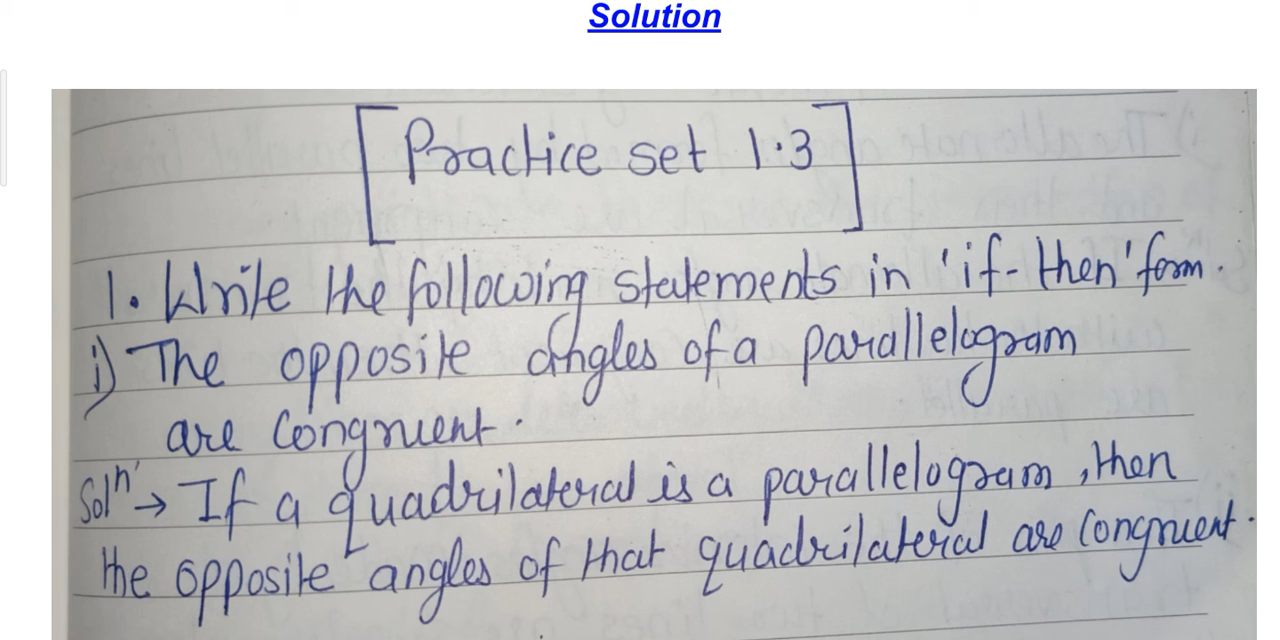 Solution
[Practice set 1.3]
1. Write the following statements in 'if-then' form.
i) The opposite angles of a parallelogram
are congruent.
Solⁿ → If a quadrilateral is a parallelogram, then
the opposite angles of that quadrilateral are congruent.